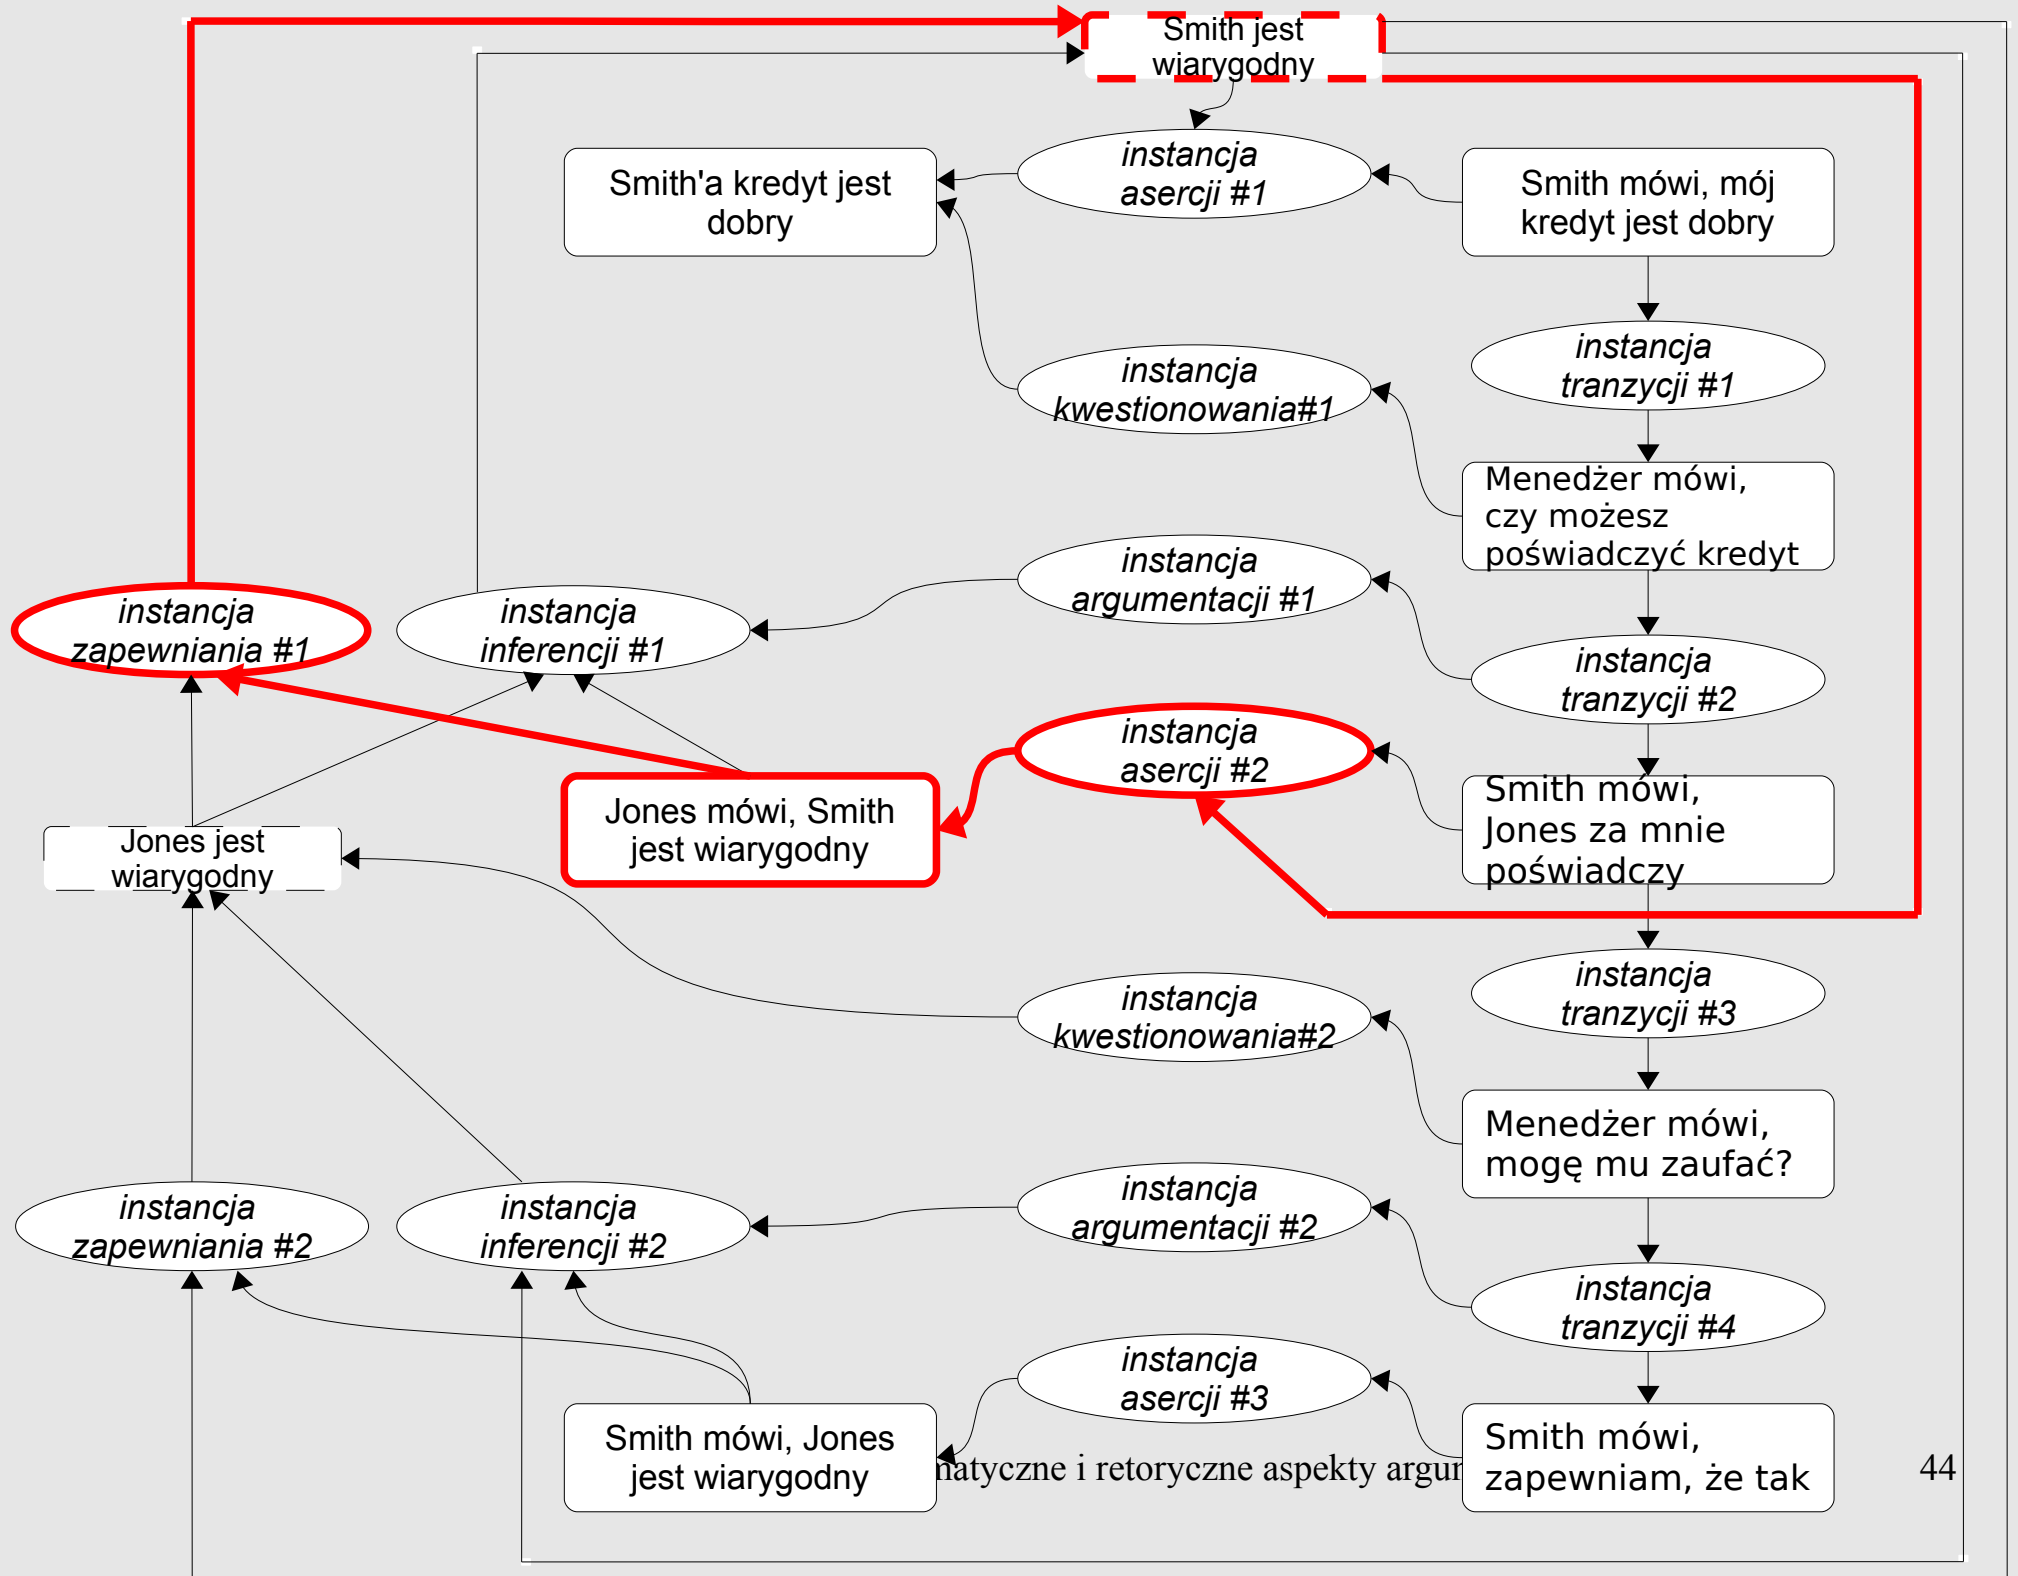 Smith jest
wiarygodny
instancja
asercji #1
Smith'a kredyt jest
dobry
Smith mówi, mój
kredyt jest dobry
instancja
tranzycji #1
instancja
kwestionowania#1
Menedżer mówi,
czy możesz
poświadczyć kredyt
instancja
argumentacji #1
instancja
zapewniania #1
instancja
inferencji #1
instancja
tranzycji #2
instancja
asercji #2
Jones mówi, Smith
jest wiarygodny
Smith mówi,
Jones za mnie
poświadczy
Jones jest
wiarygodny
instancja
tranzycji #3
instancja
kwestionowania#2
Menedżer mówi,
mogę mu zaufać?
instancja
zapewniania #2
instancja
inferencji #2
instancja
argumentacji #2
instancja
tranzycji #4
instancja
asercji #3
Smith mówi, Jones
jest wiarygodny
Smith mówi,
zapewniam, że tak
matyczne i retoryczne aspekty argum
44